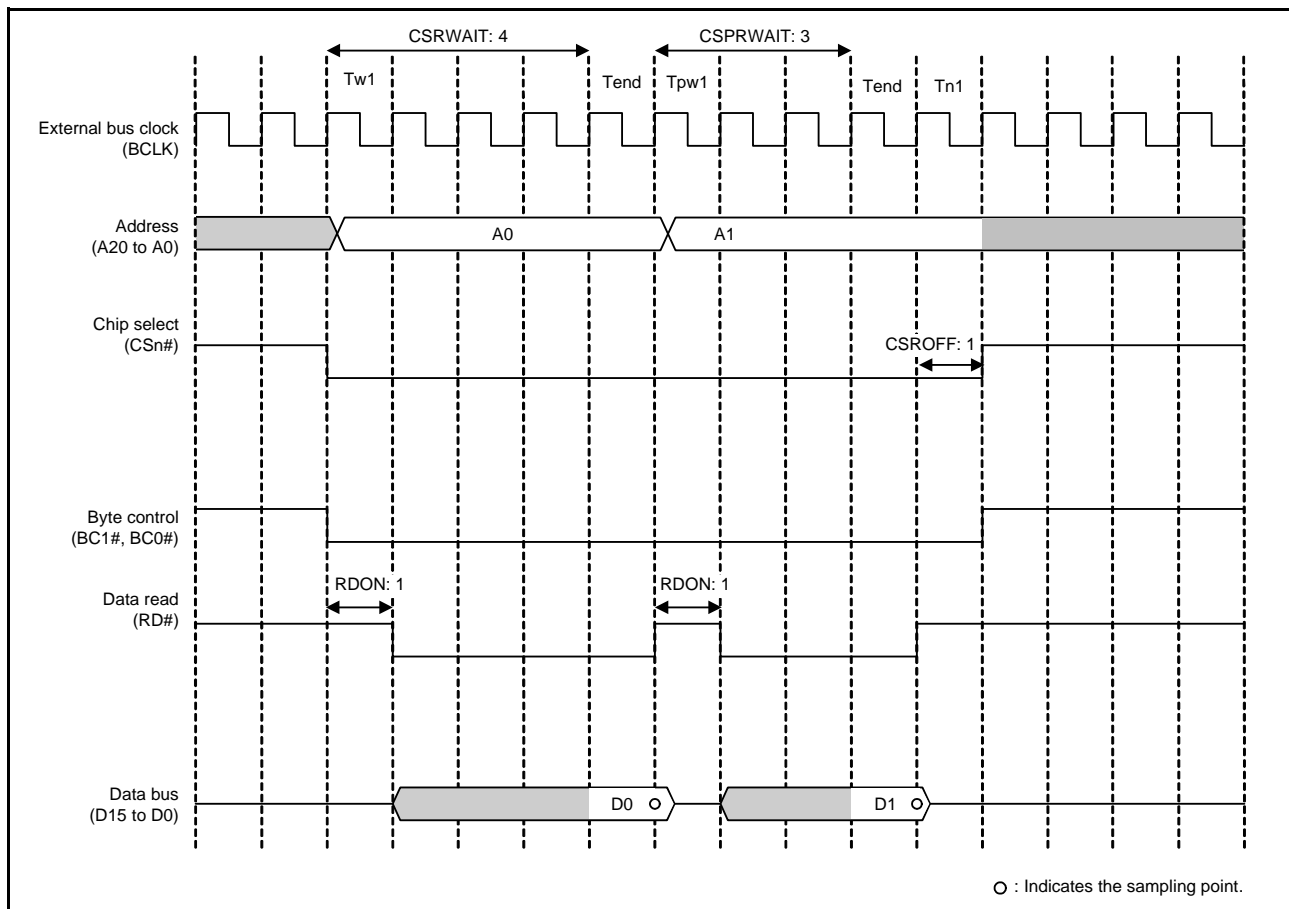 CSRWAIT: 4
CSPRWAIT: 3
Tw1
Tend
Tpw1
Tend
Tn1
External bus clock
(BCLK)
Address
(A20 to A0)
A0
A1
Chip select
(CSn#)
CSROFF: 1
Byte control
(BC1#, BC0#)
RDON: 1
RDON: 1
Data read
(RD#)
Data bus
(D15 to D0)
D0
D1
: Indicates the sampling point.